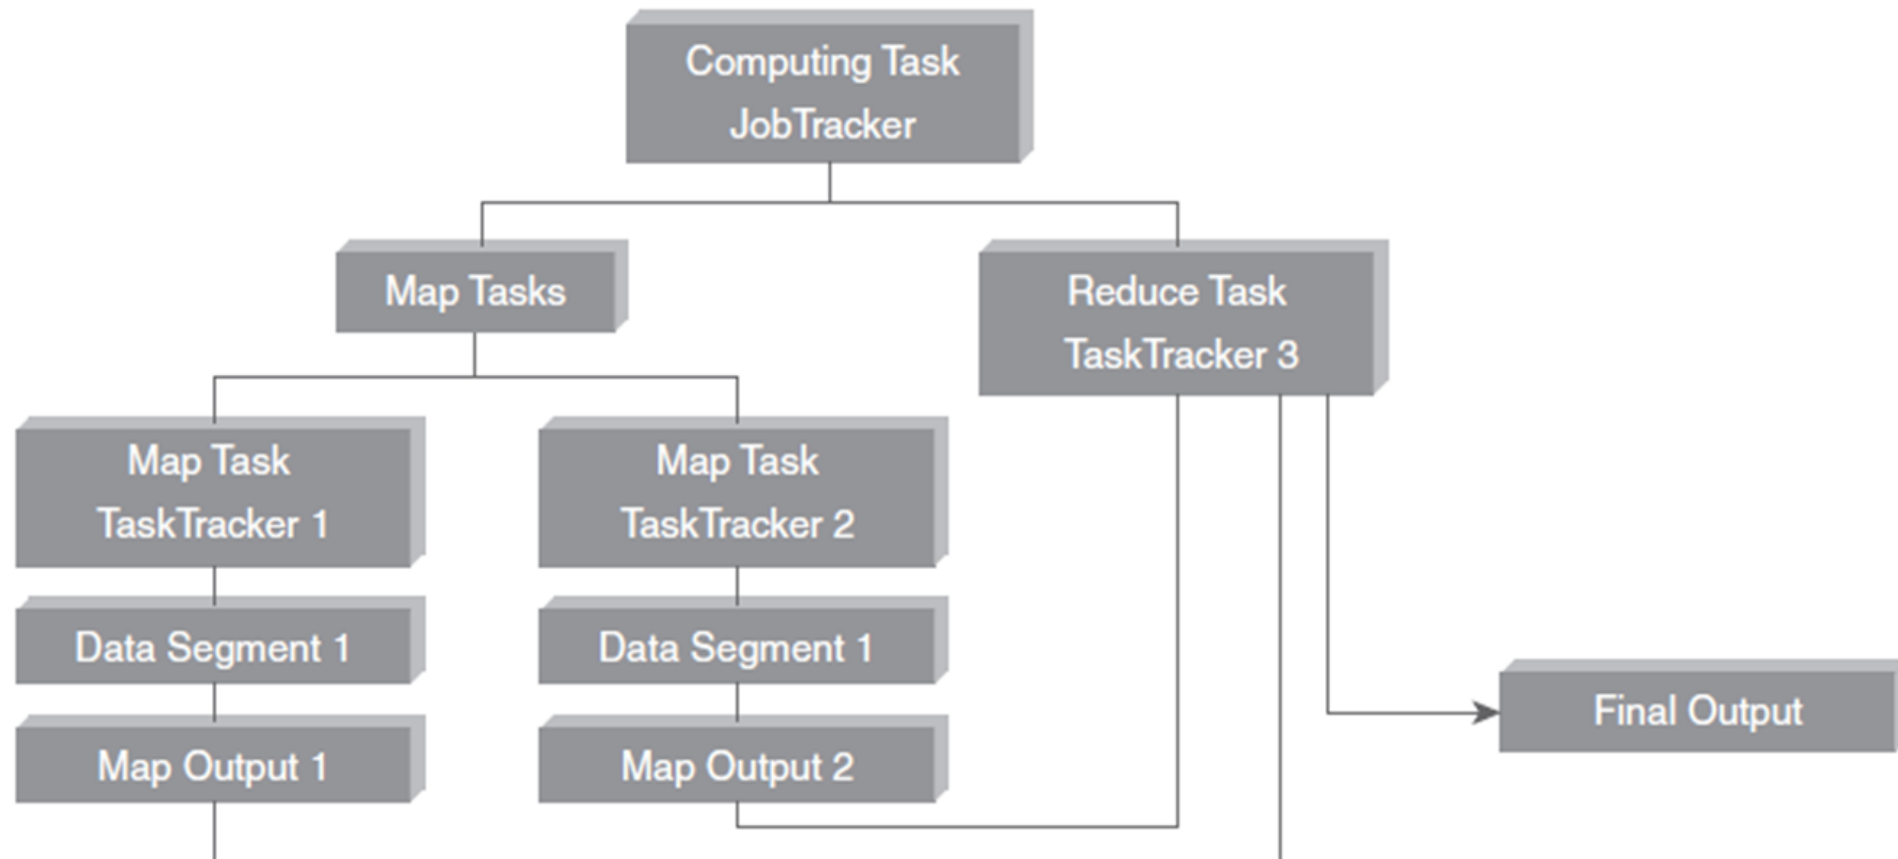 Computing Task
JobTracker
Map Tasks
Reduce Task
TaskTracker 3
Map Task
TaskTracker 1
Map Task
TaskTracker 2
Data Segment 1
Data Segment 1
Final Output
Map Output 1
Map Output 2